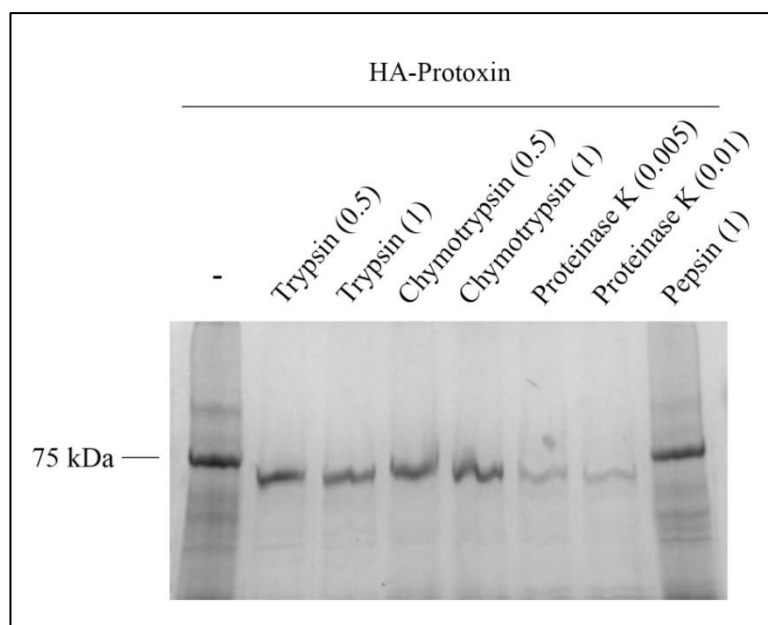 HA-Protoxin
-
Trypsin (0.5)
Trypsin (1)
Chymotrypsin (0.5)
Chymotrypsin (1)
Proteinase K (0.005)
Proteinase K (0.01)
Pepsin (1)
75 kDa